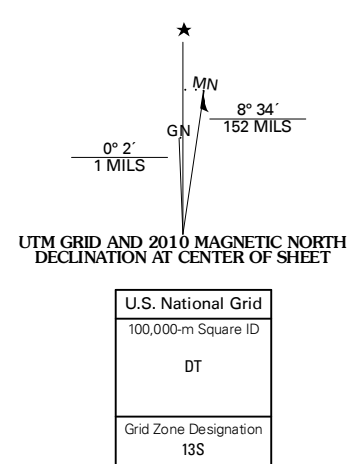 MN
8° 34´
152 MILS
GN
0° 2´
1 MILS
UTM GRID AND 2010 MAGNETIC NORTH
DECLINATION AT CENTER OF SHEET
U.S. National Grid
100,000-m Square ID
DT
Grid Zone Designation
13S